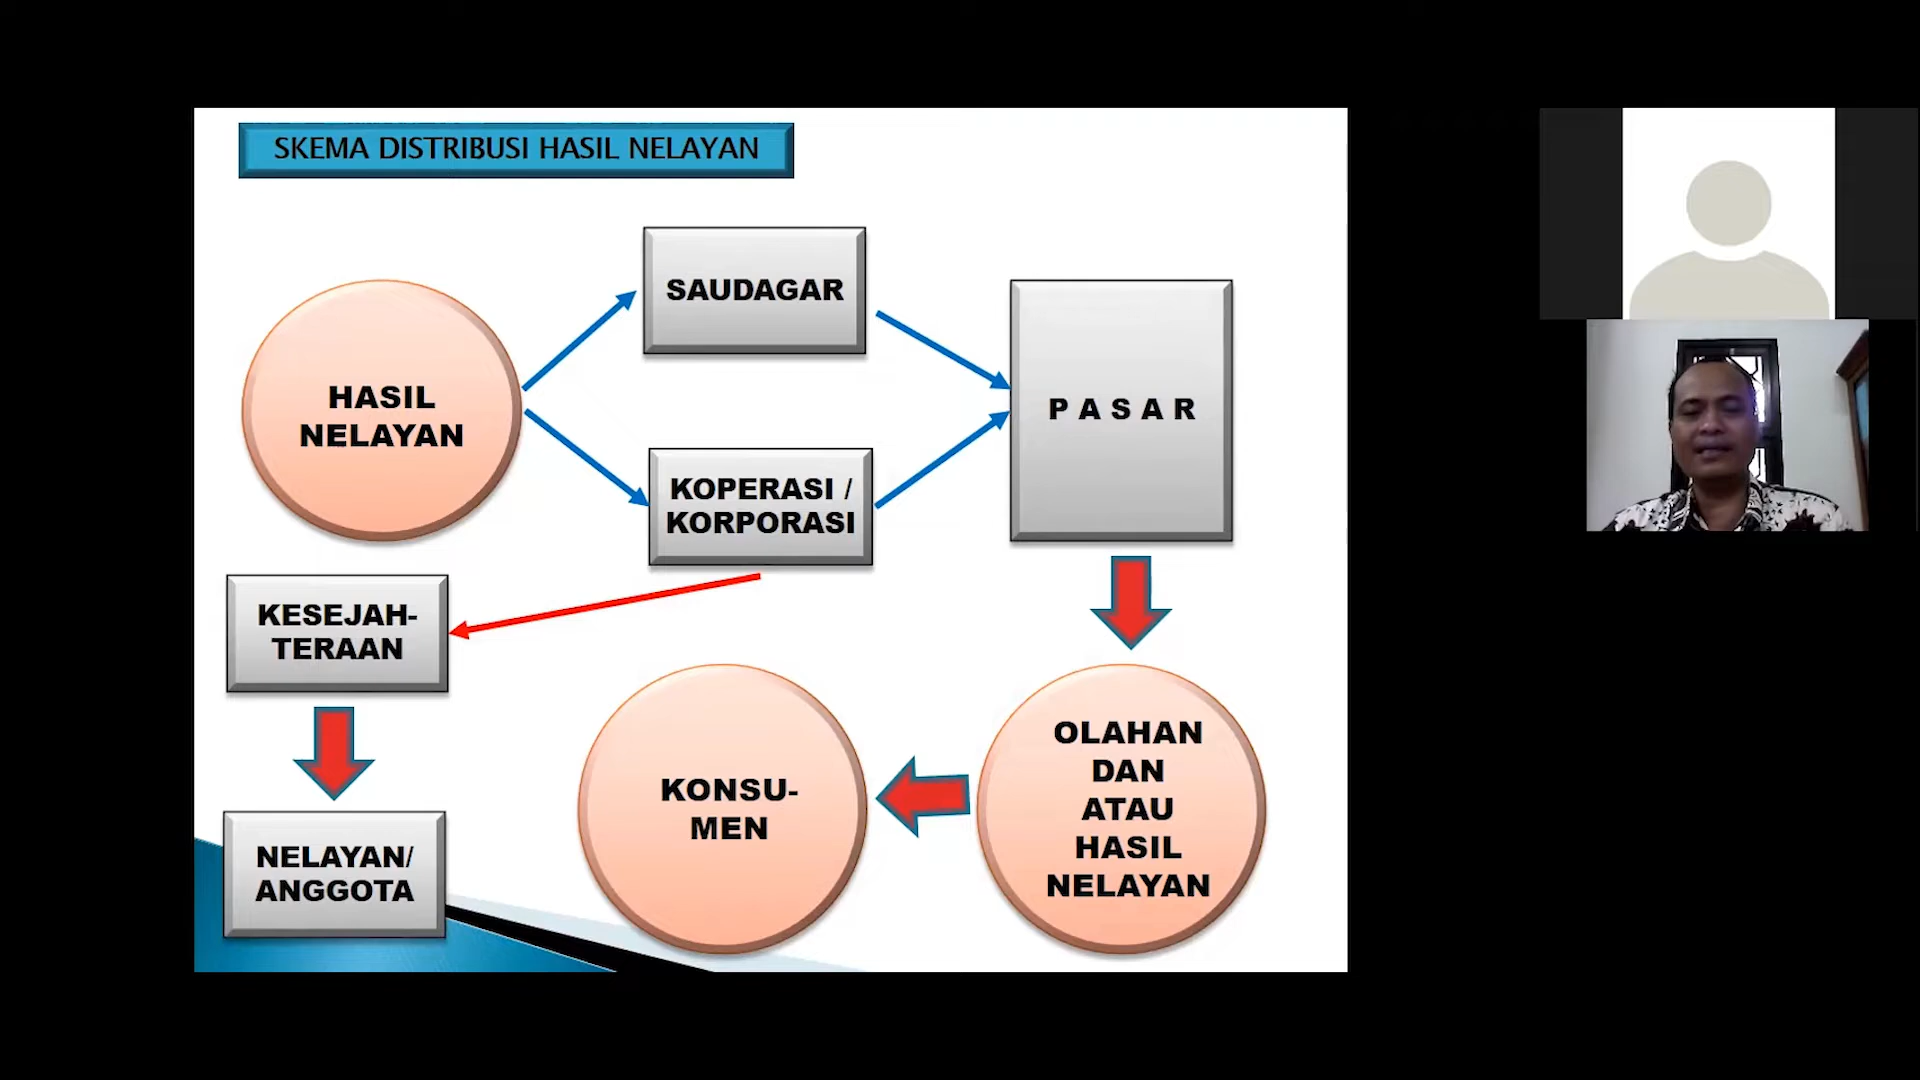 SKEMA DISTRIBUSI HASIL NELAYAN
SAUDAGAR
HASIL
NELAYAN
P A S A R
KOPERASI /
KORPORASI
KESEJAH-
TERAAN
NELAYAN/
ANGGOTA
KONSU-
MEN
OLAHAN
DAN
ATAU
HASIL
NELAYAN